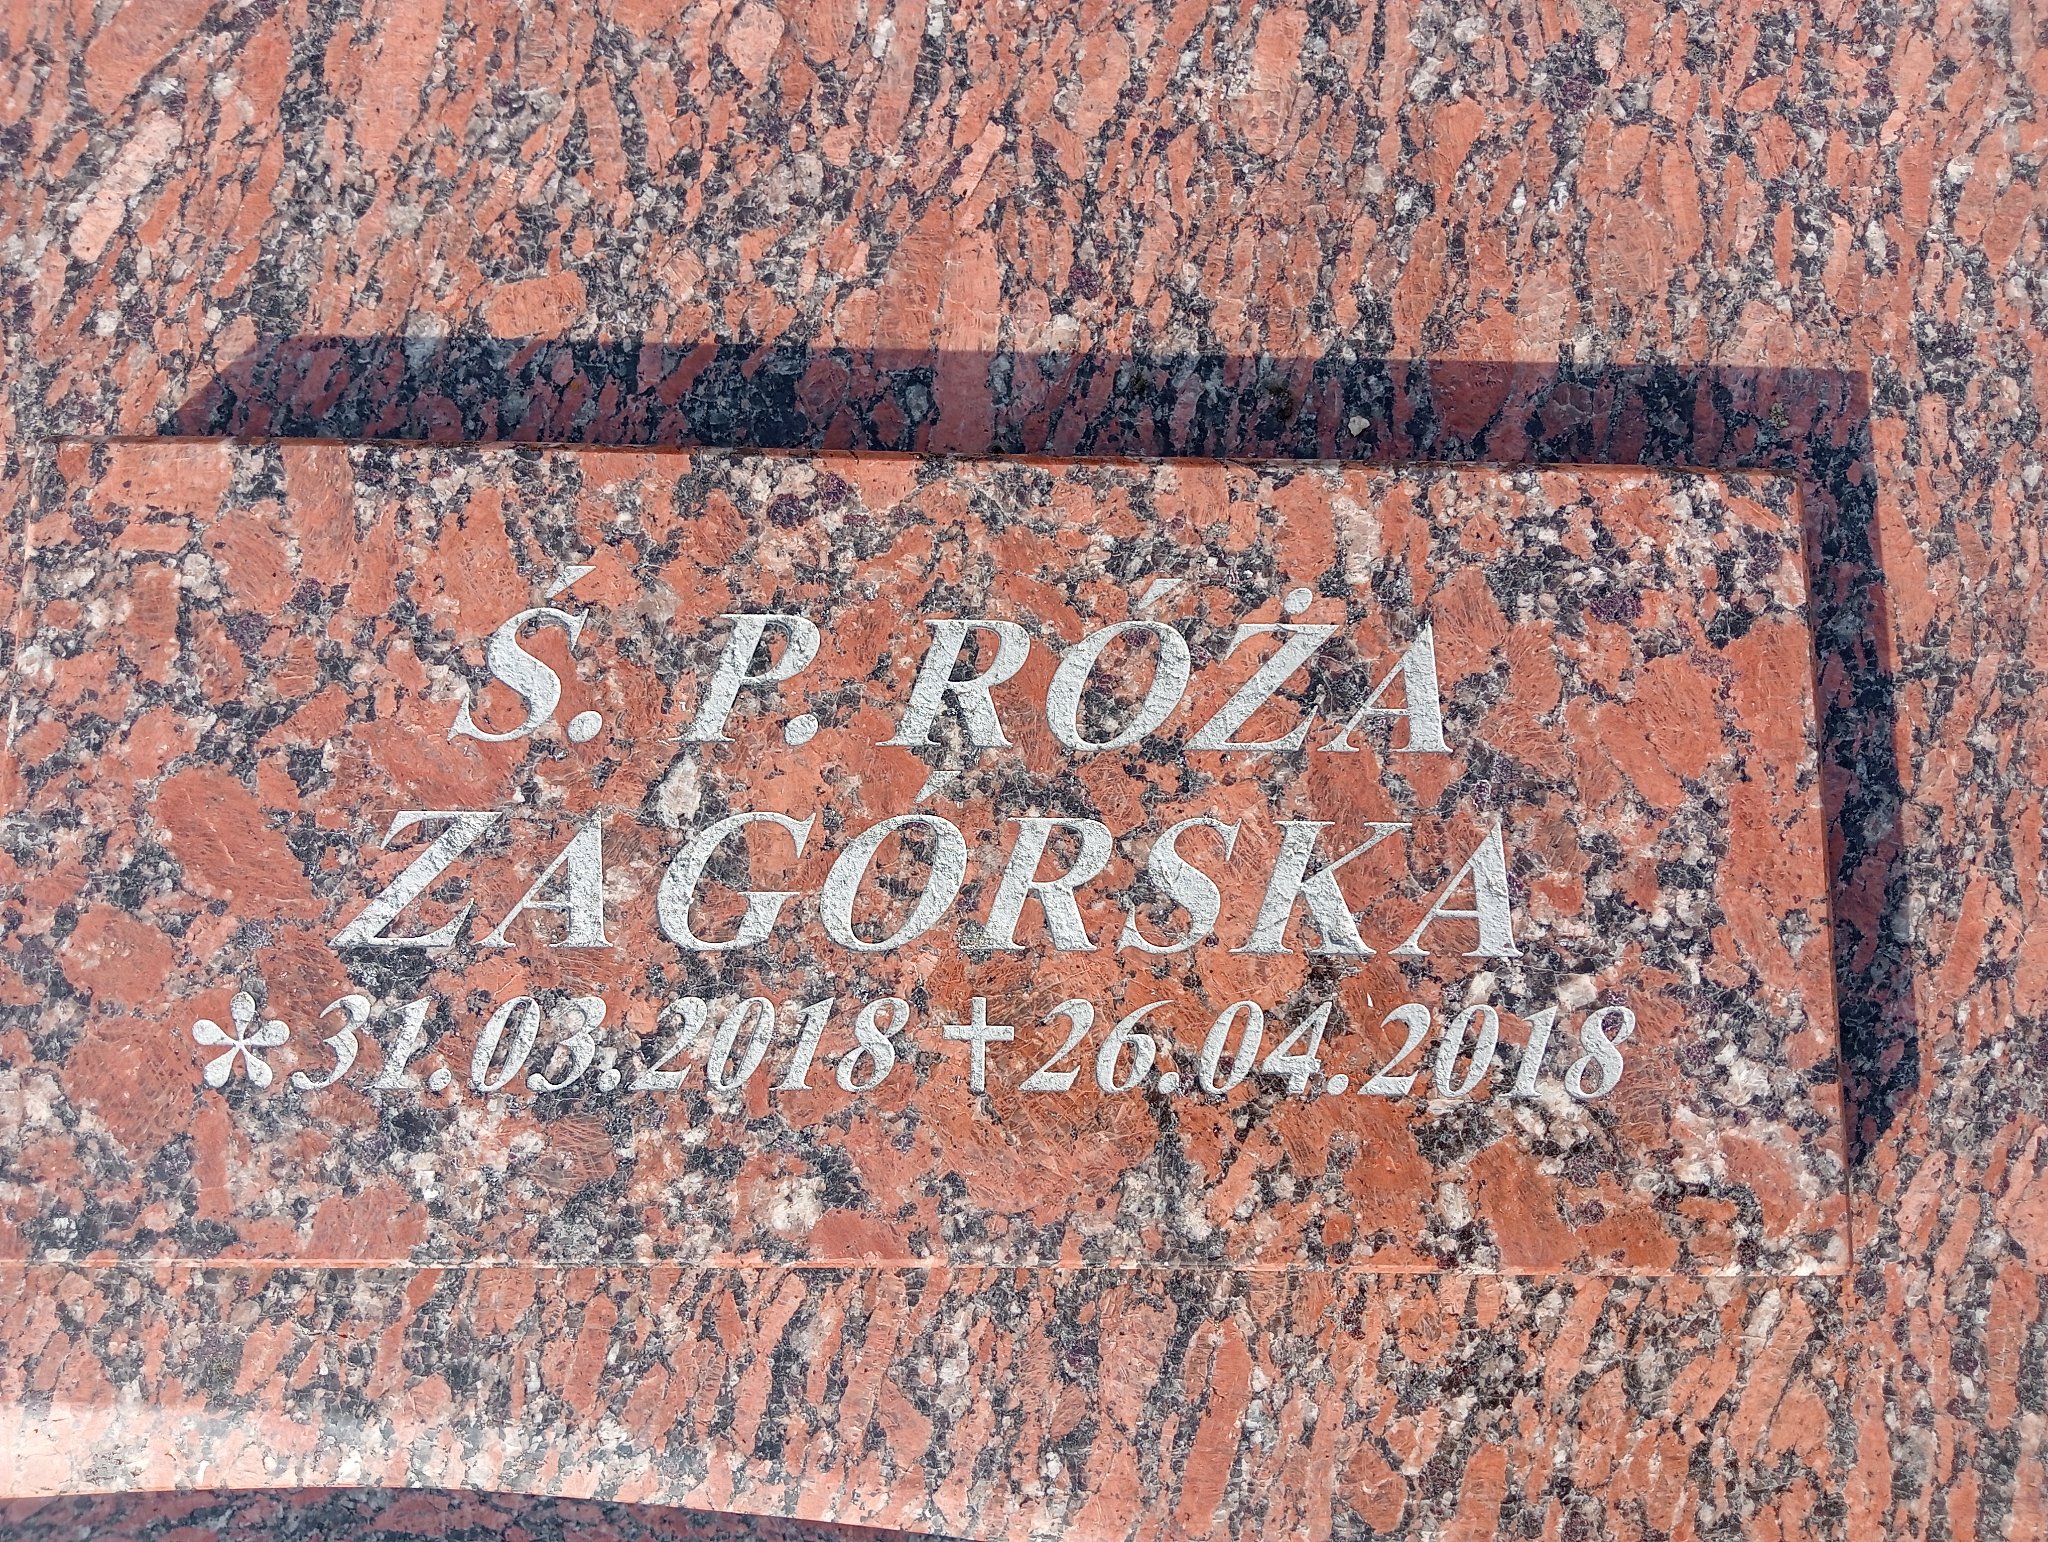 Ś. P. RÓŻA
ZAGÓRSKA
* 31.03.2018 ✝ 26.04.2018